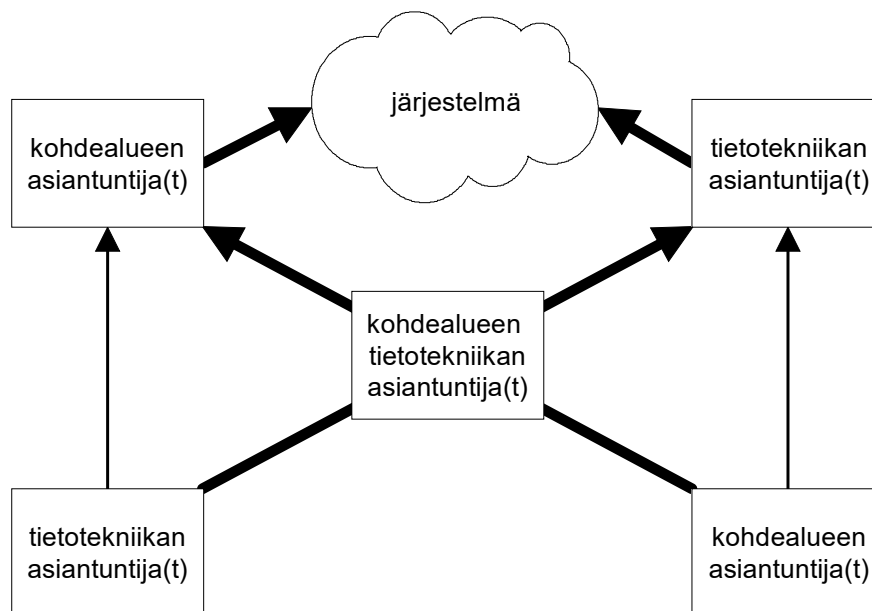 järjestelmä
kohdealueen
asiantuntija(t)
tietotekniikan
asiantuntija(t)
kohdealueen
tietotekniikan
asiantuntija(t)
tietotekniikan
asiantuntija(t)
kohdealueen
asiantuntija(t)